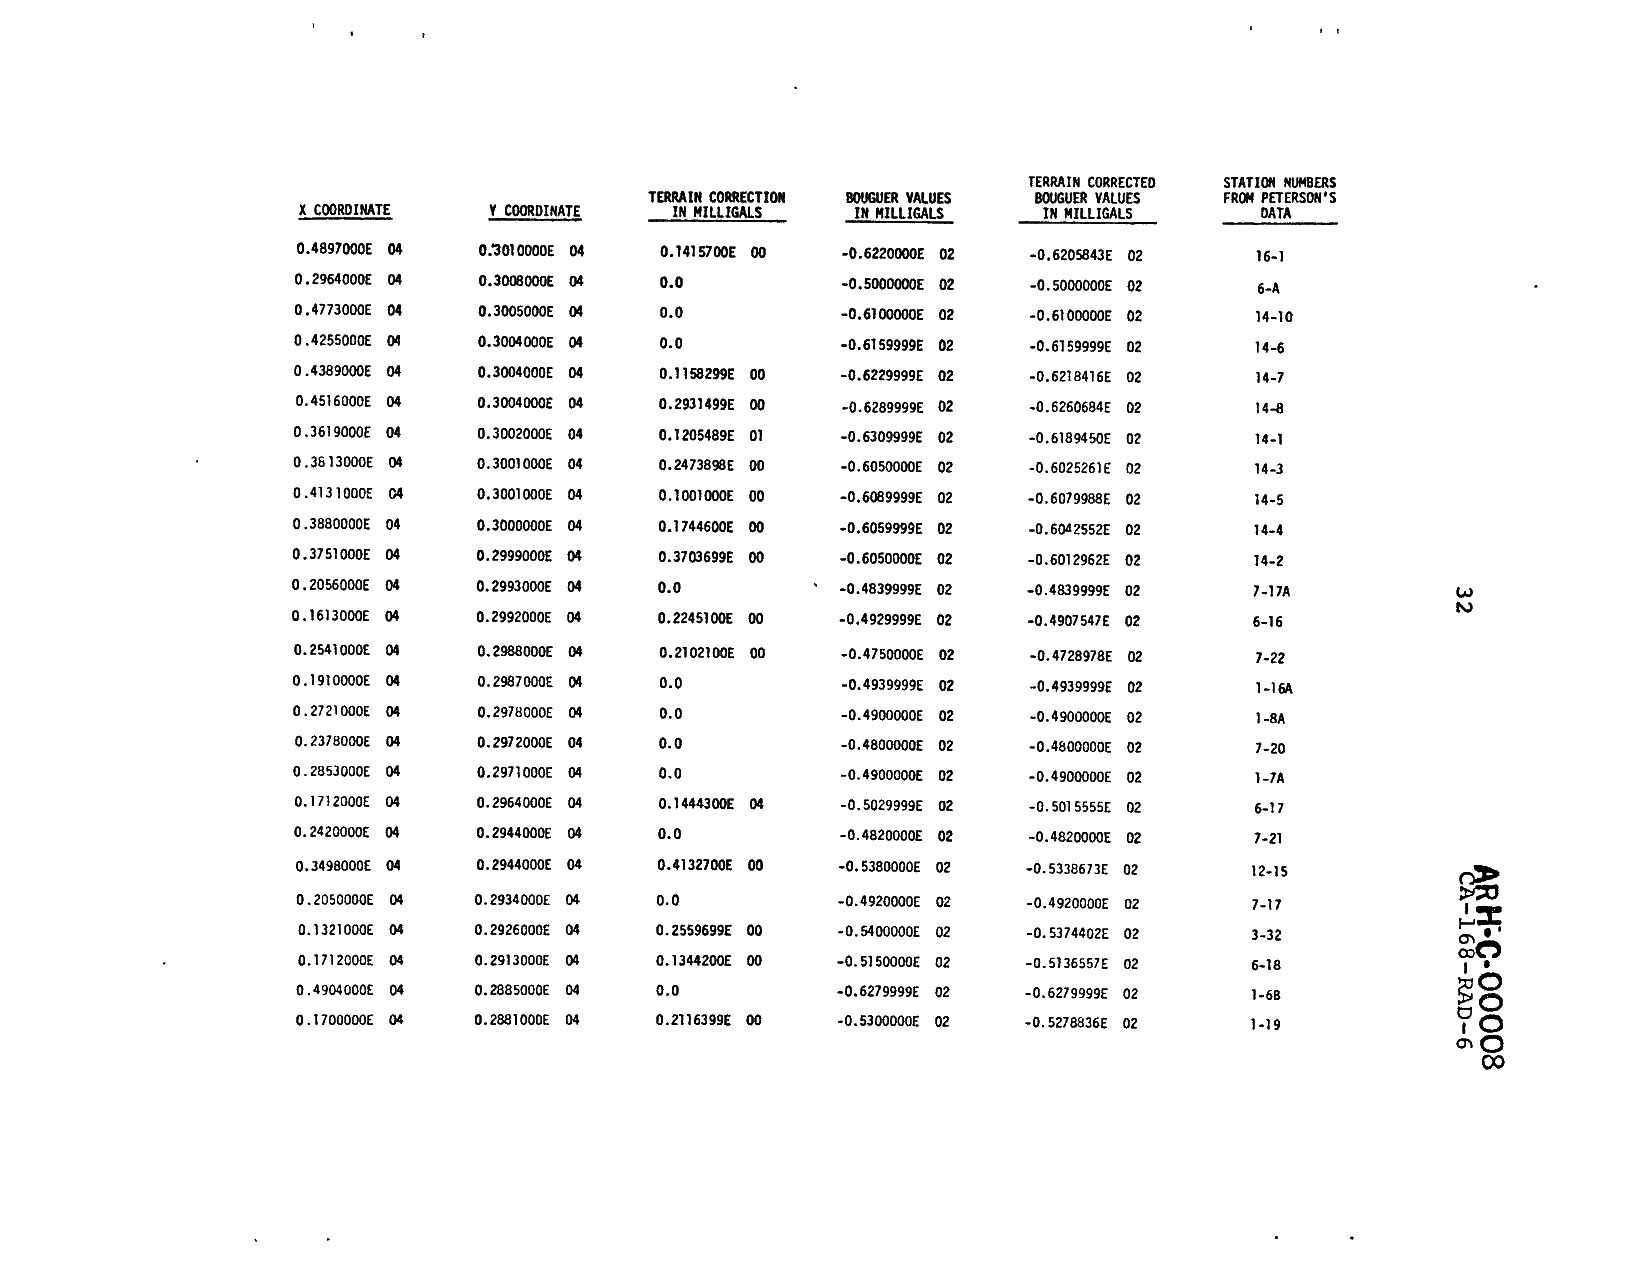 X COORDINATE Y COORDINATE TERRAIN CORRECTION IN MILLIGALS BOUGUER VALUES IN MILLIGALS TERRAIN CORRECTED BOUGUER VALUES IN MILLIGALS STATION NUMBERS FROM PETERSON'S DATA
0.4897000E 04 0.3010000E 04 0.1415700E 00 -0.6220000E 02 -0.6205843E 02 16-1
0.2964000E 04 0.3008000E 04 0.0 -0.5000000E 02 -0.5000000E 02 6-A
0.4773000E 04 0.3005000E 04 0.0 -0.6100000E 02 -0.6100000E 02 14-10
0.4255000E 04 0.3004000E 04 0.0 -0.6159999E 02 -0.6159999E 02 14-6
0.4389000E 04 0.3004000E 04 0.1158299E 00 -0.6229999E 02 -0.6218416E 02 14-7
0.4516000E 04 0.3004000E 04 0.2931499E 00 -0.6289999E 02 -0.6260684E 02 14-8
0.3619000E 04 0.3002000E 04 0.1205489E 01 -0.6309999E 02 -0.6189450E 02 14-1
0.3813000E 04 0.3001000E 04 0.2473898E 00 -0.6050000E 02 -0.6025261E 02 14-3
0.4131000E 04 0.3001000E 04 0.1001000E 00 -0.6089999E 02 -0.6079988E 02 14-5
0.3880000E 04 0.3000000E 04 0.1744600E 00 -0.6059999E 02 -0.6042552E 02 14-4
0.3751000E 04 0.2999000E 04 0.3703699E 00 -0.6050000E 02 -0.6012962E 02 14-2
0.2056000E 04 0.2993000E 04 0.0 -0.4839999E 02 -0.4839999E 02 7-17A
0.1613000E 04 0.2992000E 04 0.2245100E 00 -0.4929999E 02 -0.4907547E 02 6-16
0.2541000E 04 0.2988000E 04 0.2102100E 00 -0.4750000E 02 -0.4728978E 02 7-22
0.1910000E 04 0.2987000E 04 0.0 -0.4939999E 02 -0.4939999E 02 1-16A
0.2721000E 04 0.2978000E 04 0.0 -0.4900000E 02 -0.4900000E 02 1-8A
0.2378000E 04 0.2972000E 04 0.0 -0.4800000E 02 -0.4800000E 02 7-20
0.2853000E 04 0.2971000E 04 0.0 -0.4900000E 02 -0.4900000E 02 1-7A
0.1712000E 04 0.2964000E 04 0.1444300E 04 -0.5029999E 02 -0.5015555E 02 6-17
0.2420000E 04 0.2944000E 04 0.0 -0.4820000E 02 -0.4820000E 02 7-21
0.3498000E 04 0.2944000E 04 0.4132700E 00 -0.5380000E 02 -0.5338673E 02 12-15
0.2050000E 04 0.2934000E 04 0.0 -0.4920000E 02 -0.4920000E 02 7-17
0.1321000E 04 0.2926000E 04 0.2559699E 00 -0.5400000E 02 -0.5374402E 02 3-32
0.1712000E 04 0.2913000E 04 0.1344200E 00 -0.5150000E 02 -0.5136557E 02 6-18
0.4904000E 04 0.2885000E 04 0.0 -0.6279999E 02 -0.6279999E 02 1-6B
0.1700000E 04 0.2881000E 04 0.2116399E 00 -0.5300000E 02 -0.5278836E 02 1-19
32
ARH-C-00008
CA-168-RAD-6